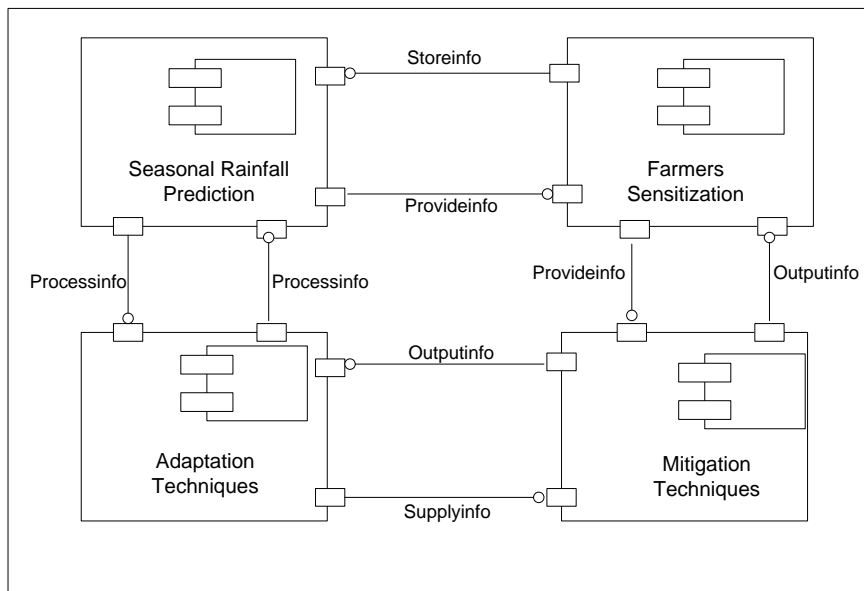 Storeinfo
Seasonal Rainfall
Prediction
Farmers
Sensitization
Provideinfo
Processinfo
Processinfo
Provideinfo
Outputinfo
Outputinfo
Adaptation
Techniques
Mitigation
Techniques
Supplyinfo